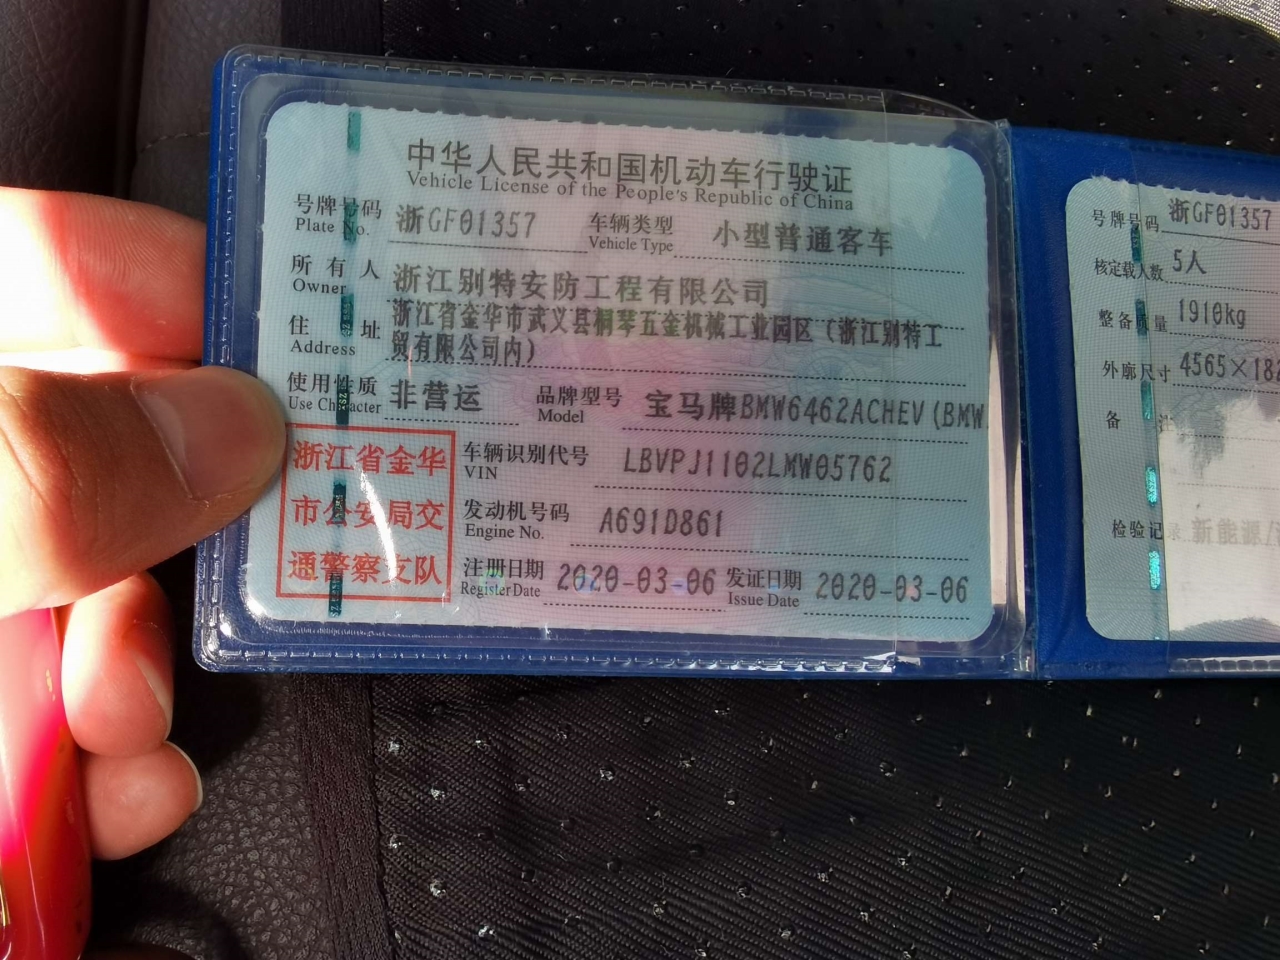 中华人民共和国机动车行驶证
Vehicle License of the People's Republic of China
号牌号码 浙GF01357 车辆类型 小型普通客车
Plate No. Vehicle Type
所有人 浙江别特安防工程有限公司
Owner
住址 浙江省金华市武义县桐琴五金机械工业园区（浙江别特工
Address 贸有限公司内）
使用性质 非营运 品牌型号 宝马牌BMW6462ACHEV(BMW
Use Character Model
浙江省金华
市公安局交
通警察支队
车辆识别代号 LBVPJ1102LMW05762
VIN
发动机号码 A691D861
Engine No.
注册日期 2020-03-06 发证日期 2020-03-06
Register Date Issue Date
号牌号码 浙GF01357
核定载人数 5人
整备质量 1910kg
外廓尺寸 4565×182
备注
检验记录 新能源/